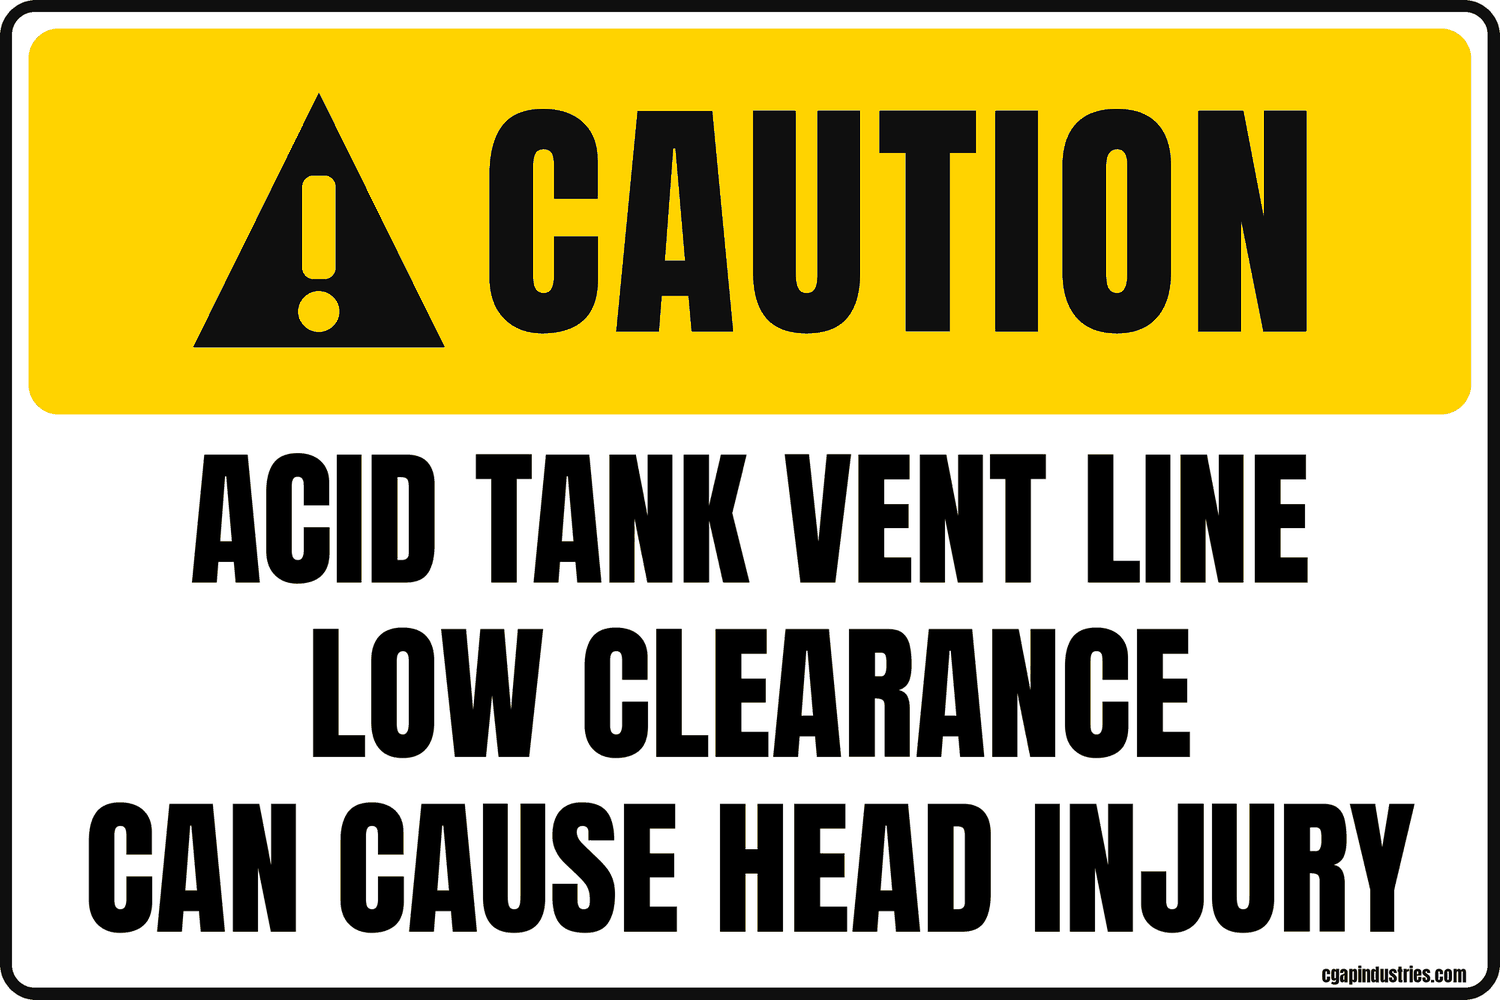 CAUTION
ACID TANK VENT LINE
LOW CLEARANCE
CAN CAUSE HEAD INJURY
cgapindustries.com